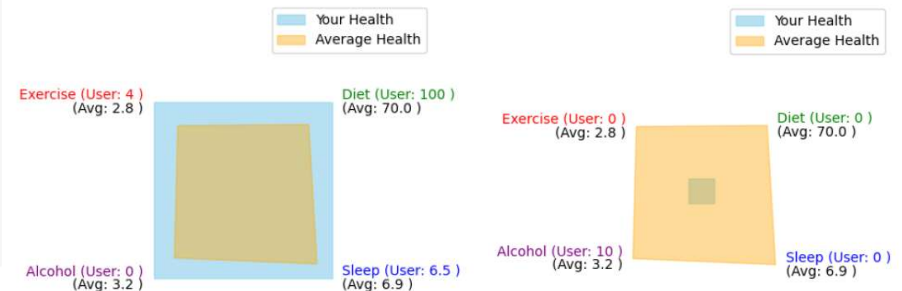 Your Health
Average Health
Exercise (User: 4 )
(Avg: 2.8 )
Diet (User: 100 )
(Avg: 70.0 )
Alcohol (User: 0 )
(Avg: 3.2 )
Sleep (User: 6.5 )
(Avg: 6.9 )
Your Health
Average Health
Exercise (User: 0 )
(Avg: 2.8 )
Diet (User: 0 )
(Avg: 70.0 )
Alcohol (User: 10 )
(Avg: 3.2 )
Sleep (User: 0 )
(Avg: 6.9 )